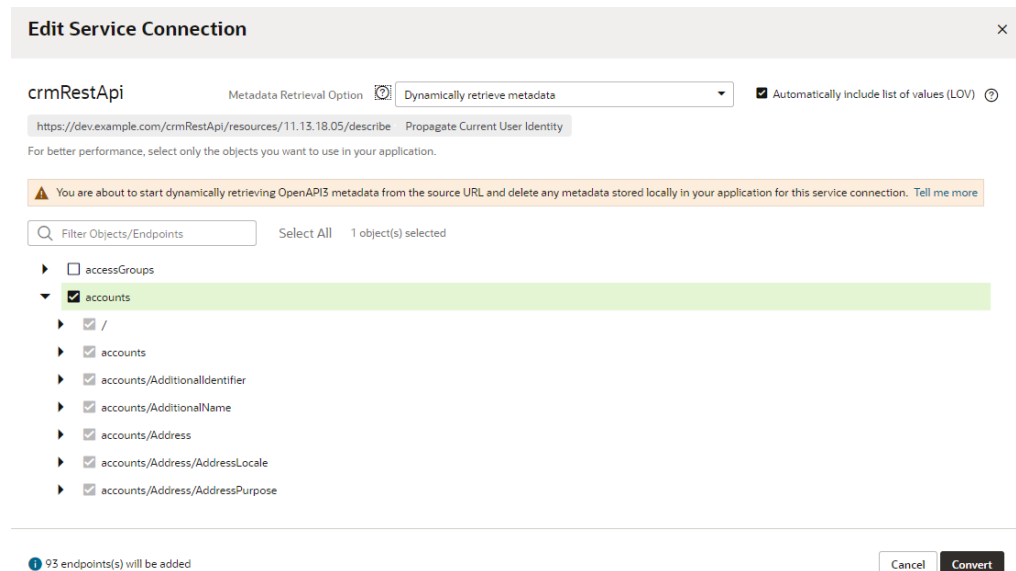 Edit Service Connection
crmRestApi Metadata Retrieval Option Dynamically retrieve metadata Automatically include list of values (LOV)
https://dev.example.com/crmRestApi/resources/11.13.18.05/describe Propagate Current User Identity
For better performance, select only the objects you want to use in your application.
You are about to start dynamically retrieving OpenAPI3 metadata from the source URL and delete any metadata stored locally in your application for this service connection. Tell me more
Filter Objects/Endpoints Select All 1 object(s) selected
accessGroups
accounts
/
accounts
accounts/AdditionalIdentifier
accounts/AdditionalName
accounts/Address
accounts/Address/AddressLocale
accounts/Address/AddressPurpose
93 endpoints(s) will be added Cancel Convert